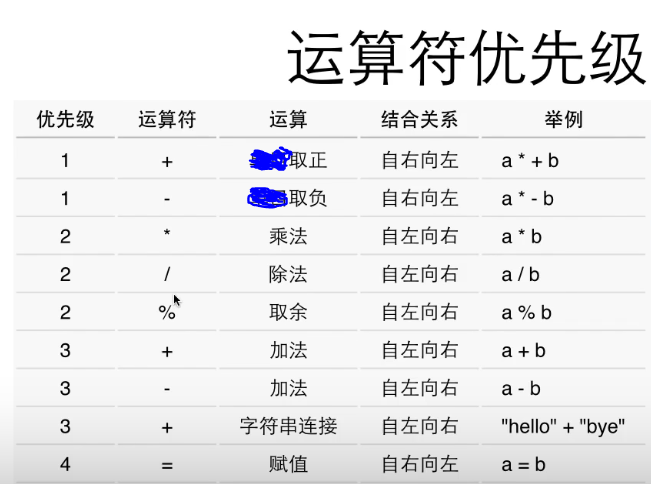 运算符优先级
优先级 运算符 运算 结合关系 举例
1 + 取正 自右向左 a * + b
1 - 取负 自右向左 a * - b
2 * 乘法 自左向右 a * b
2 / 除法 自左向右 a / b
2 % 取余 自左向右 a % b
3 + 加法 自左向右 a + b
3 - 加法 自左向右 a - b
3 + 字符串连接 自左向右 "hello" + "bye"
4 = 赋值 自右向左 a = b